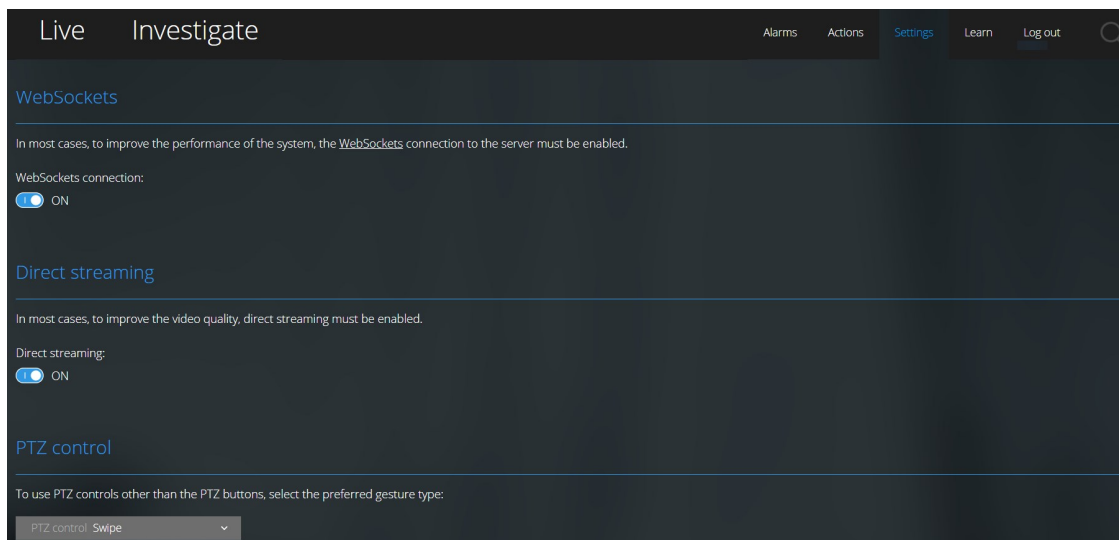 Live Investigate Alarms Actions Settings Learn Log out
WebSockets
In most cases, to improve the performance of the system, the WebSockets connection to the server must be enabled.
WebSockets connection:
ON
Direct streaming
In most cases, to improve the video quality, direct streaming must be enabled.
Direct streaming:
ON
PTZ control
To use PTZ controls other than the PTZ buttons, select the preferred gesture type:
PTZ control Swipe